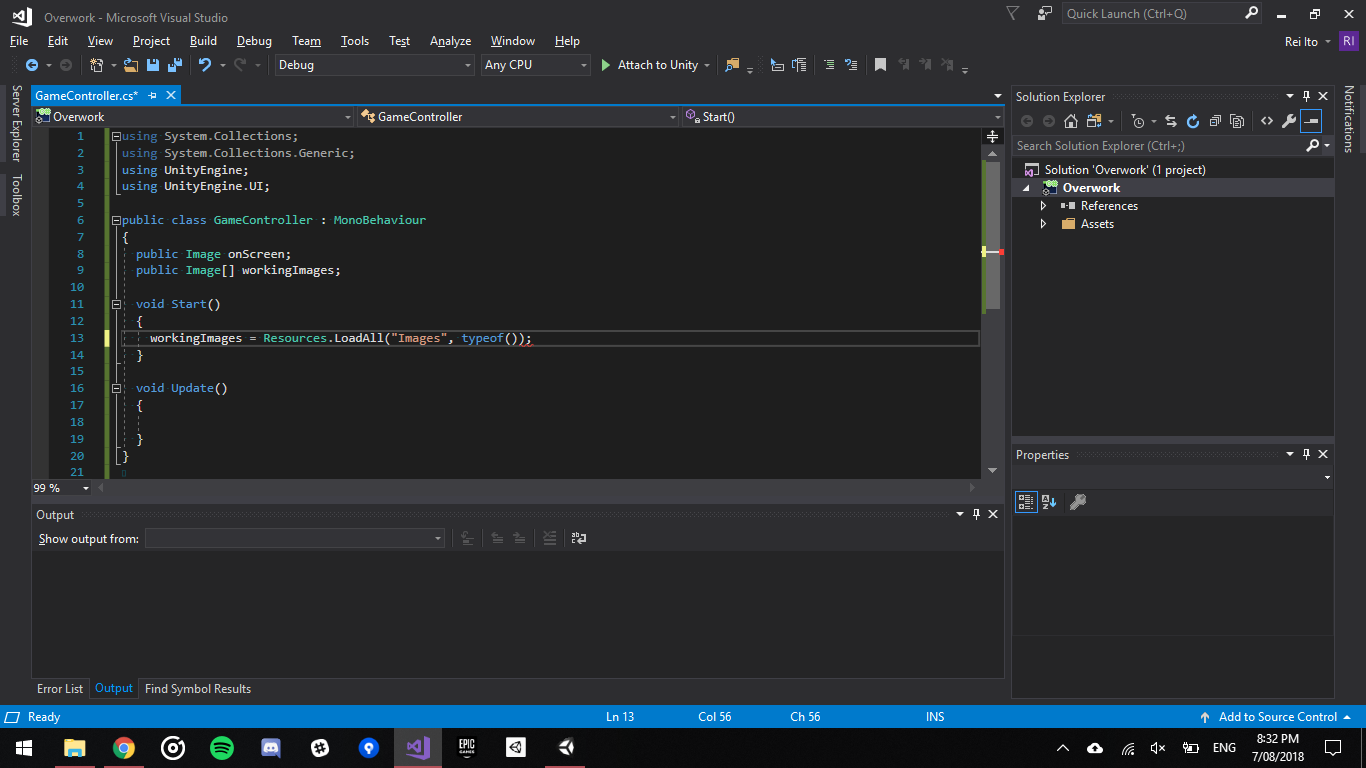 Overwork - Microsoft Visual Studio
Quick Launch (Ctrl+Q)
File Edit View Project Build Debug Team Tools Test Analyze Window Help
Rei Ito RI
Debug Any CPU Attach to Unity
Server Explorer
Toolbox
GameController.cs*
Overwork GameController Start()
1 using System.Collections;
2 using System.Collections.Generic;
3 using UnityEngine;
4 using UnityEngine.UI;
5
6 public class GameController : MonoBehaviour
7 {
8 public Image onScreen;
9 public Image[] workingImages;
10
11 void Start()
12 {
13 workingImages = Resources.LoadAll("Images", typeof());
14 }
15
16 void Update()
17 {
18
19 }
20 }
21
99 %
Output
Show output from:
Error List Output Find Symbol Results
Solution Explorer
Search Solution Explorer (Ctrl+;)
Solution 'Overwork' (1 project)
Overwork
References
Assets
Properties
Notifications
Ready Ln 13 Col 56 Ch 56 INS Add to Source Control
EPIC GAMES
ENG
8:32 PM
7/08/2018